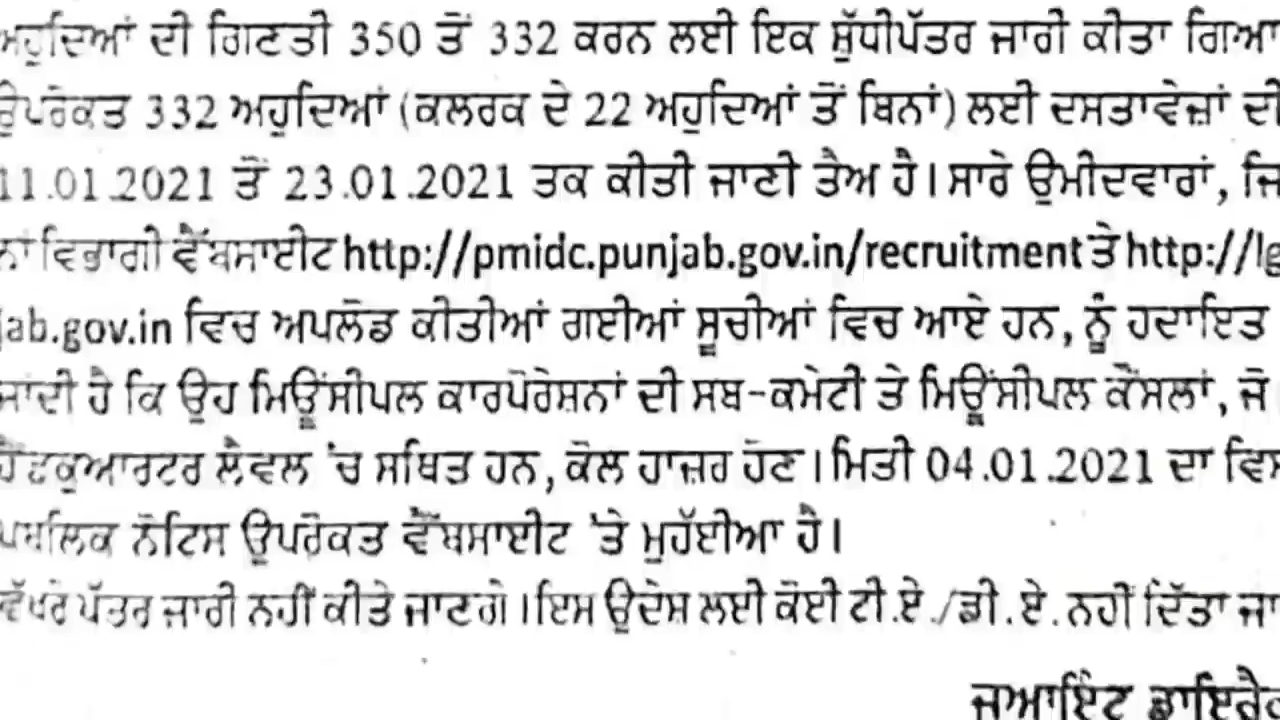 ਅਹੁਦਿਆਂ ਦੀ ਗਿਣਤੀ 350 ਤੋਂ 332 ਕਰਨ ਲਈ ਇਕ ਸ਼ੁੱਧੀਪੱਤਰ ਜਾਰੀ ਕੀਤਾ ਗਿਆ
ਉਪਰੋਕਤ 332 ਅਹੁਦਿਆਂ (ਕਲਰਕ ਦੇ 22 ਅਹੁਦਿਆਂ ਤੋਂ ਬਿਨਾਂ) ਲਈ ਦਸਤਾਵੇਜ਼ਾਂ ਦੀ
11.01.2021 ਤੋਂ 23.01.2021 ਤਕ ਕੀਤੀ ਜਾਣੀ ਤੈਅ ਹੈ। ਸਾਰੇ ਉਮੀਦਵਾਰਾਂ, ਜਿ
ਨਾਂ ਵਿਭਾਗੀ ਵੈੱਬਸਾਈਟ http://pmidc.punjab.gov.in/recruitment ਤੇ http://lg
jab.gov.in ਵਿਚ ਅਪਲੋਡ ਕੀਤੀਆਂ ਗਈਆਂ ਸੂਚੀਆਂ ਵਿਚ ਆਏ ਹਨ, ਨੂੰ ਹਦਾਇਤ
ਜਾਂਦੀ ਹੈ ਕਿ ਉਹ ਮਿਊਂਸੀਪਲ ਕਾਰਪੋਰੇਸ਼ਨਾਂ ਦੀ ਸਬ-ਕਮੇਟੀ ਤੇ ਮਿਊਂਸੀਪਲ ਕੌਂਸਲਾਂ, ਜੋ
ਹੈੱਡਕੁਆਰਟਰ ਲੈਵਲ 'ਚ ਸਥਿਤ ਹਨ, ਕੋਲ ਹਾਜ਼ਰ ਹੋਣ। ਮਿਤੀ 04.01.2021 ਦਾ ਵਿਸ
ਪਬਲਿਕ ਨੋਟਿਸ ਉਪਰੋਕਤ ਵੈੱਬਸਾਈਟ 'ਤੇ ਮੁਹੱਈਆ ਹੈ।
ਵੱਖਰੇ ਪੱਤਰ ਜਾਰੀ ਨਹੀਂ ਕੀਤੇ ਜਾਣਗੇ। ਇਸ ਉਦੇਸ਼ ਲਈ ਕੋਈ ਟੀ.ਏ./ਡੀ.ਏ. ਨਹੀਂ ਦਿੱਤਾ ਜਾ
ਜੁਆਇੰਟ ਡਾਇਰੈਕ